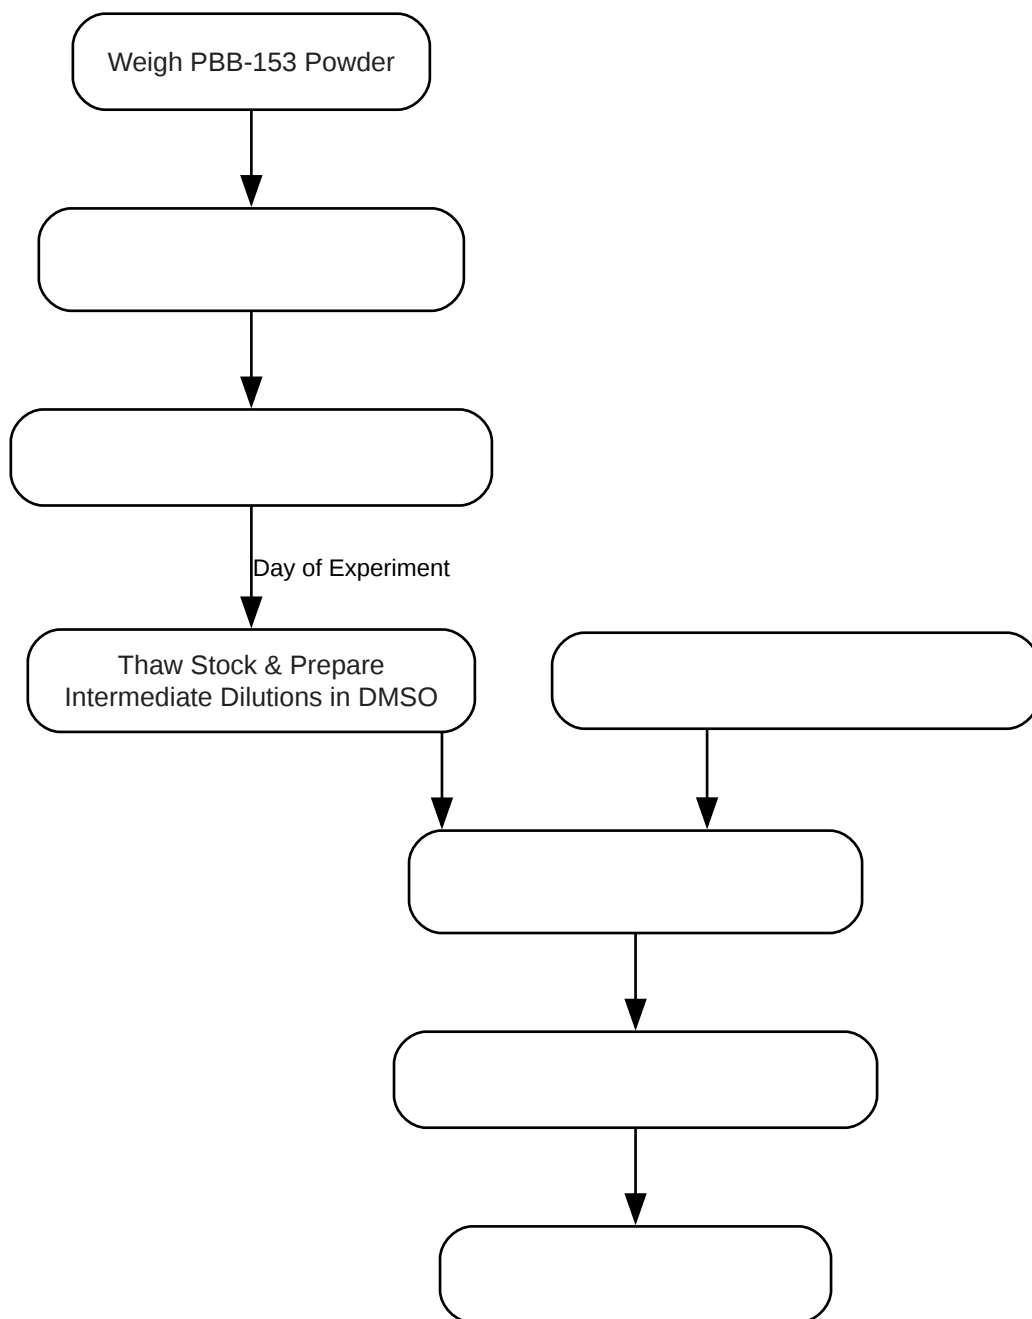 Weigh PBB-153 Powder
Day of Experiment
Thaw Stock & Prepare
Intermediate Dilutions in DMSO